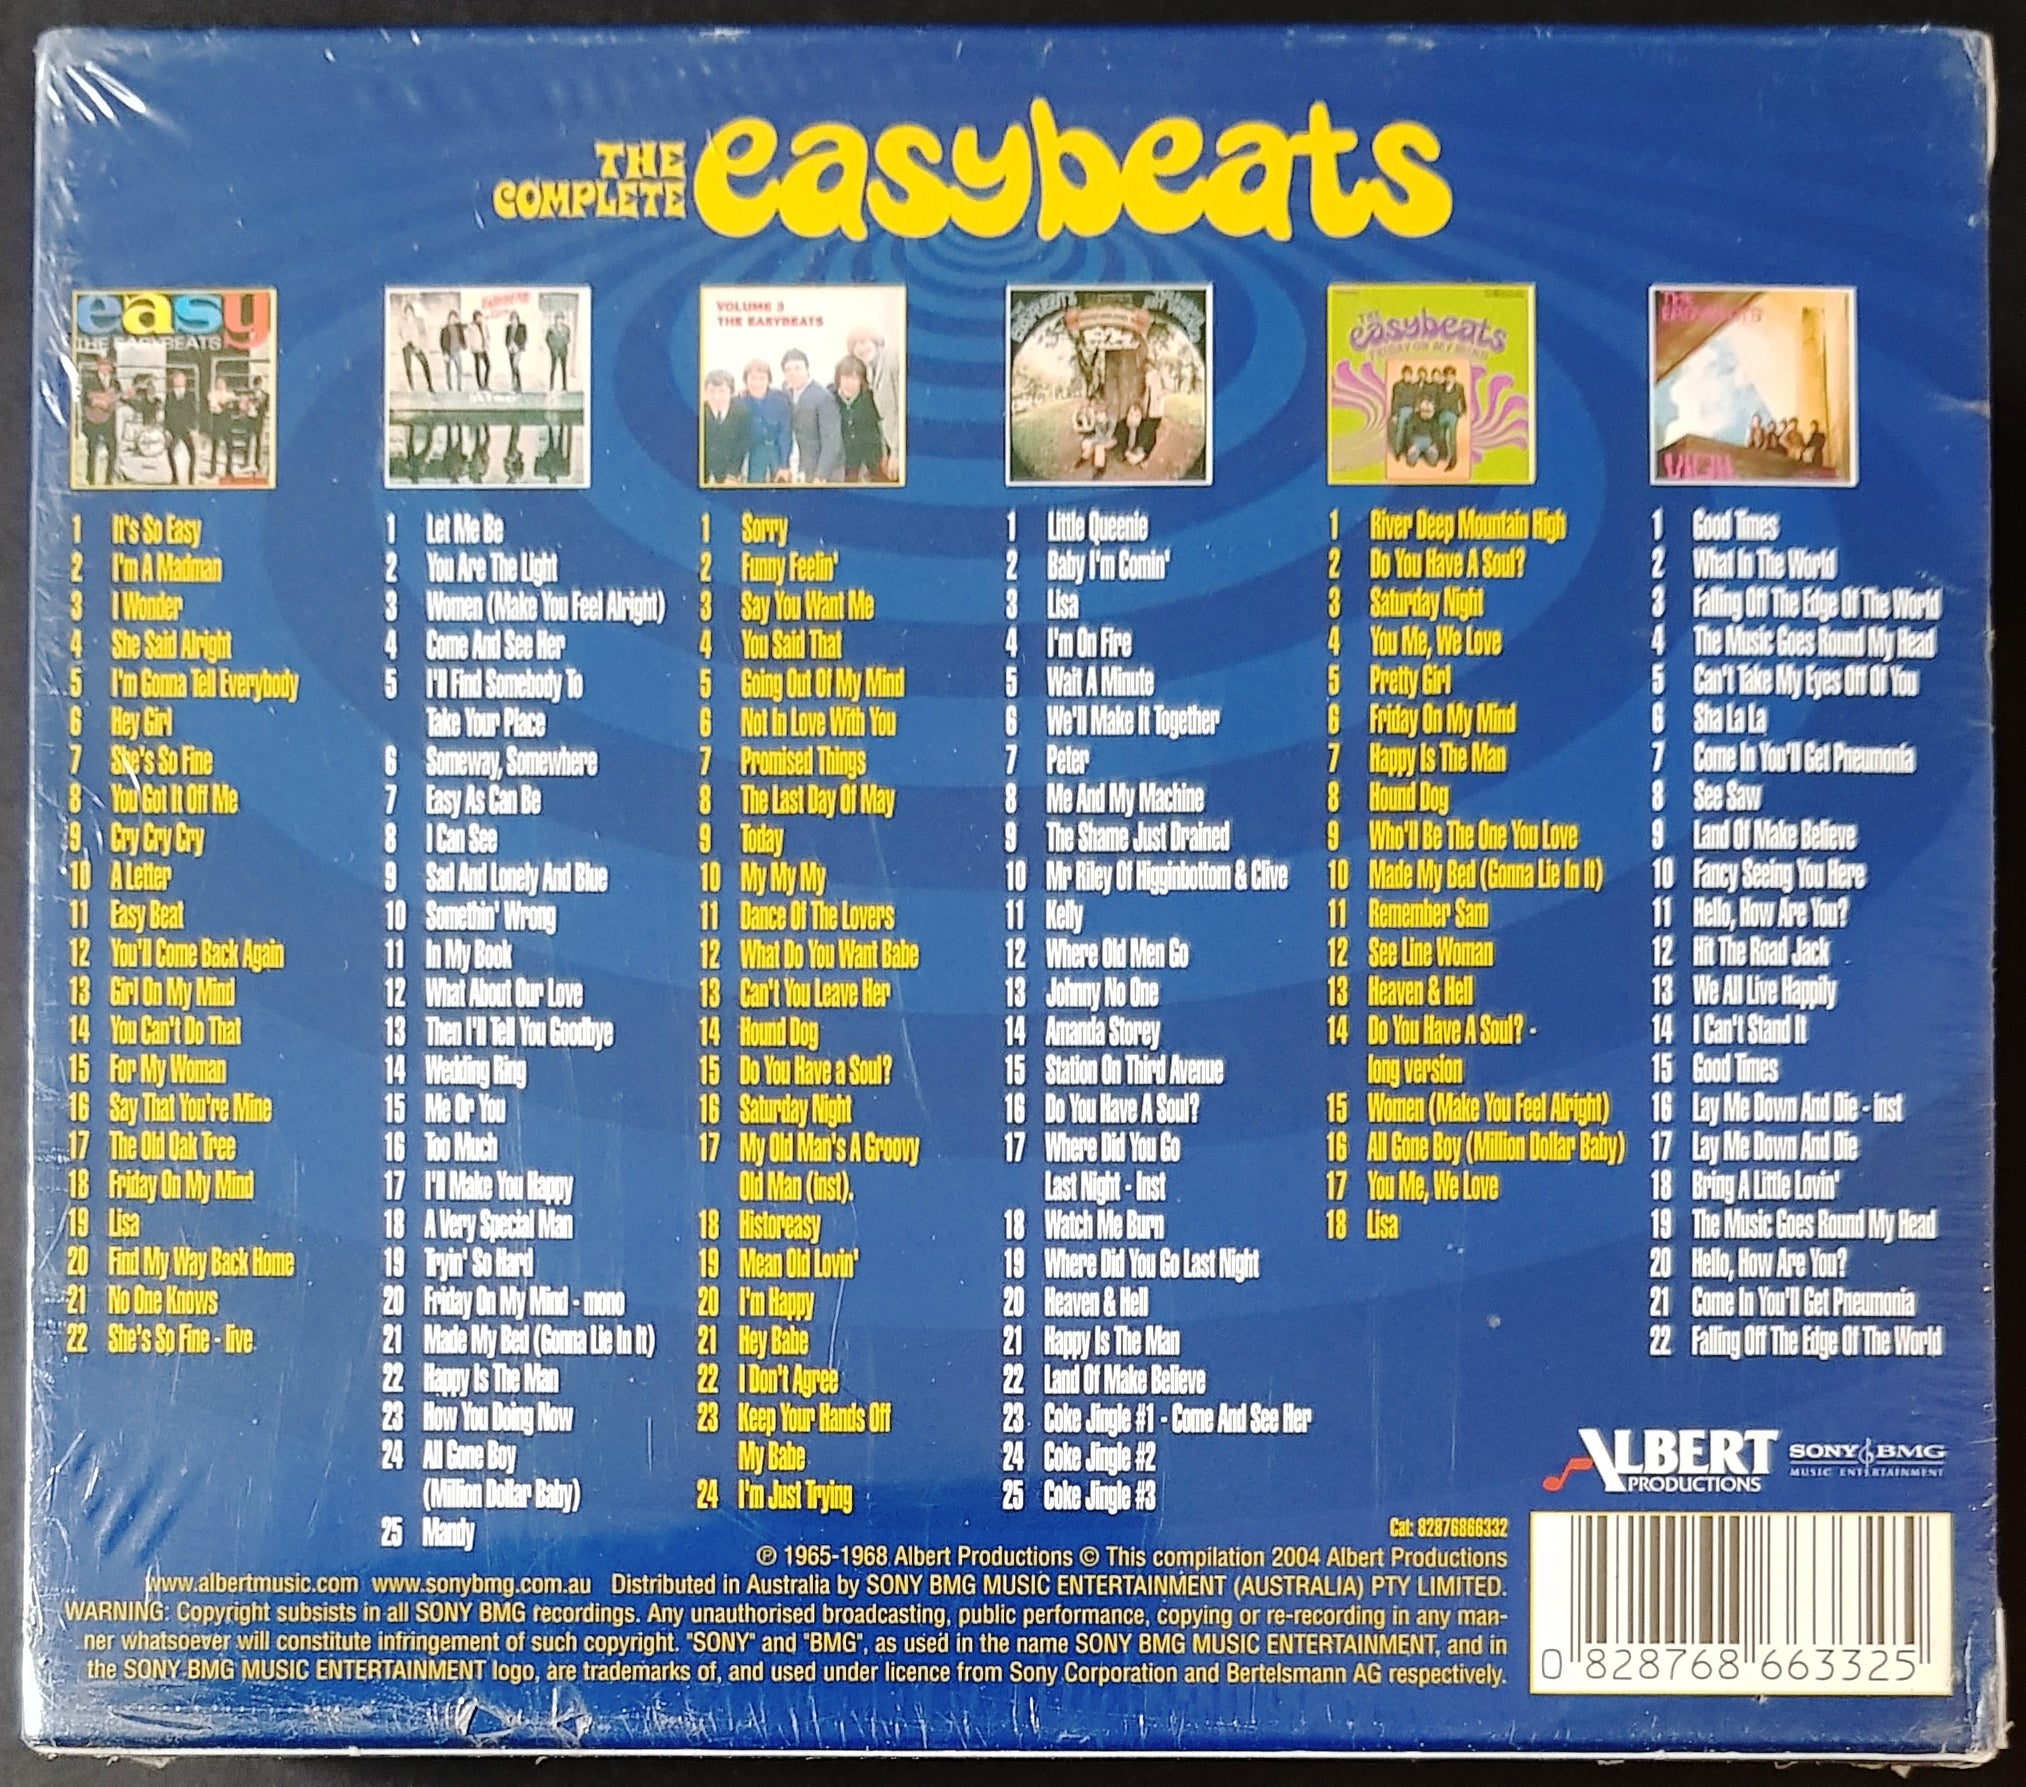 THE
COMPLETE
easybeats
easy
THE EASYBEATS
VOLUME 3
THE EASYBEATS
THE
easybeats
FRIDAY ON MY MIND
THE
EASYBEATS
VIGIL
1 It's So Easy
2 I'm A Madman
3 I Wonder
4 She Said Alright
5 I'm Gonna Tell Everybody
6 Hey Girl
7 She's So Fine
8 You Got It Off Me
9 Cry Cry Cry
10 A Letter
11 Easy Beat
12 You'll Come Back Again
13 Girl On My Mind
14 You Can't Do That
15 For My Woman
16 Say That You're Mine
17 The Old Oak Tree
18 Friday On My Mind
19 Lisa
20 Find My Way Back Home
21 No One Knows
22 She's So Fine - live
1 Let Me Be
2 You Are The Light
3 Women (Make You Feel Alright)
4 Come And See Her
5 I'll Find Somebody To
Take Your Place
6 Someway, Somewhere
7 Easy As Can Be
8 I Can See
9 Sad And Lonely And Blue
10 Somethin' Wrong
11 In My Book
12 What About Our Love
13 Then I'll Tell You Goodbye
14 Wedding Ring
15 Me Or You
16 Too Much
17 I'll Make You Happy
18 A Very Special Man
19 Tryin' So Hard
20 Friday On My Mind - mono
21 Made My Bed (Gonna Lie In It)
22 Happy Is The Man
23 How You Doing Now
24 All Gone Boy
(Million Dollar Baby)
25 Mandy
1 Sorry
2 Funny Feelin'
3 Say You Want Me
4 You Said That
5 Going Out Of My Mind
6 Not In Love With You
7 Promised Things
8 The Last Day Of May
9 Today
10 My My My
11 Dance Of The Lovers
12 What Do You Want Babe
13 Can't You Leave Her
14 Hound Dog
15 Do You Have a Soul?
16 Saturday Night
17 My Old Man's A Groovy
Old Man (inst).
18 Historeasy
19 Mean Old Lovin'
20 I'm Happy
21 Hey Babe
22 I Don't Agree
23 Keep Your Hands Off
My Babe
24 I'm Just Trying
1 Little Queenie
2 Baby I'm Comin'
3 Lisa
4 I'm On Fire
5 Wait A Minute
6 We'll Make It Together
7 Peter
8 Me And My Machine
9 The Shame Just Drained
10 Mr Riley Of Higginbottom & Clive
11 Kelly
12 Where Old Men Go
13 Johnny No One
14 Amanda Storey
15 Station On Third Avenue
16 Do You Have A Soul?
17 Where Did You Go
Last Night - Inst
18 Watch Me Burn
19 Where Did You Go Last Night
20 Heaven & Hell
21 Happy Is The Man
22 Land Of Make Believe
23 Coke Jingle #1 - Come And See Her
24 Coke Jingle #2
25 Coke Jingle #3
1 River Deep Mountain High
2 Do You Have A Soul?
3 Saturday Night
4 You Me, We Love
5 Pretty Girl
6 Friday On My Mind
7 Happy Is The Man
8 Hound Dog
9 Who'll Be The One You Love
10 Made My Bed (Gonna Lie In It)
11 Remember Sam
12 See Line Woman
13 Heaven & Hell
14 Do You Have A Soul? -
long version
15 Women (Make You Feel Alright)
16 All Gone Boy (Million Dollar Baby)
17 You Me, We Love
18 Lisa
1 Good Times
2 What In The World
3 Falling Off The Edge Of The World
4 The Music Goes Round My Head
5 Can't Take My Eyes Off Of You
6 Sha La La
7 Come In You'll Get Pneumonia
8 See Saw
9 Land Of Make Believe
10 Fancy Seeing You Here
11 Hello, How Are You?
12 Hit The Road Jack
13 We All Live Happily
14 I Can't Stand It
15 Good Times
16 Lay Me Down And Die - inst
17 Lay Me Down And Die
18 Bring A Little Lovin'
19 The Music Goes Round My Head
20 Hello, How Are You?
21 Come In You'll Get Pneumonia
22 Falling Off The Edge Of The World
ALBERT
PRODUCTIONS
SONY BMG
MUSIC ENTERTAINMENT
Cat: 82876866332
℗ 1965-1968 Albert Productions © This compilation 2004 Albert Productions
www.albertmusic.com www.sonybmg.com.au Distributed in Australia by SONY BMG MUSIC ENTERTAINMENT (AUSTRALIA) PTY LIMITED.
WARNING: Copyright subsists in all SONY BMG recordings. Any unauthorised broadcasting, public performance, copying or re-recording in any man-
ner whatsoever will constitute infringement of such copyright. "SONY" and "BMG", as used in the name SONY BMG MUSIC ENTERTAINMENT, and in
the SONY BMG MUSIC ENTERTAINMENT logo, are trademarks of, and used under licence from Sony Corporation and Bertelsmann AG respectively.
0 828768 663325